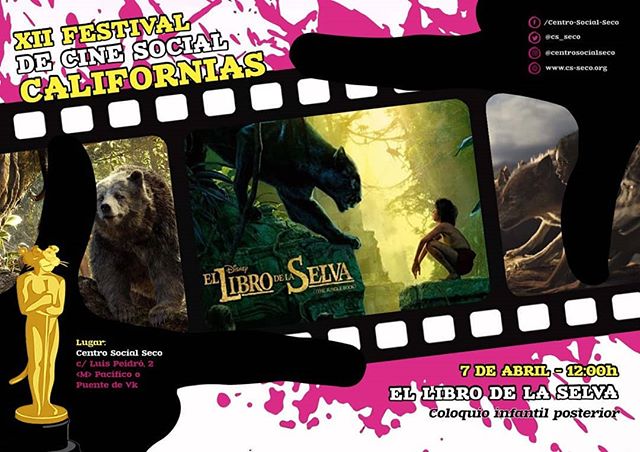 XII FESTIVAL
DE CINE SOCIAL
CALIFORNIAS
/Centro-Social-Seco
@cs_seco
@centrosocialseco
www.cs-seco.org
Disney
EL LIBRO DE LA SELVA
(THE JUNGLE BOOK)
Lugar:
Centro Social Seco
c/ Luis Peidró, 2
<M> Pacífico o
Puente de Vk
7 DE ABRIL - 12:00h
EL LIBRO DE LA SELVA
Coloquio infantil posterior